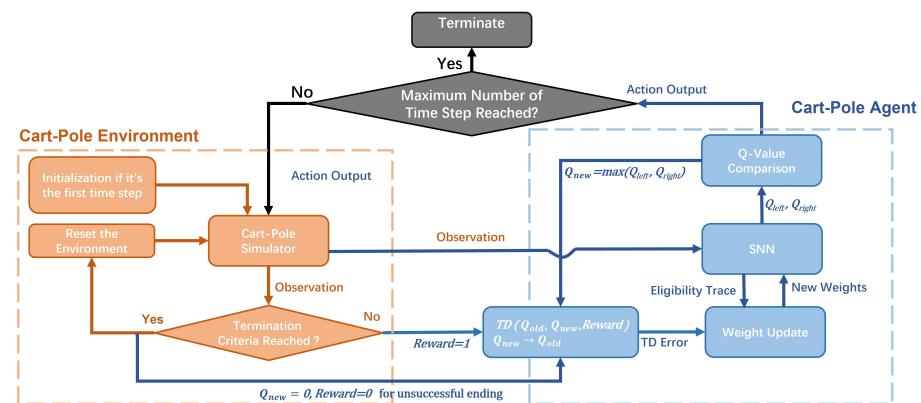 Terminate
Yes
No
Maximum Number of
Time Step Reached?
Action Output
Cart-Pole Agent
Cart-Pole Environment
Initialization if it's
the first time step
Action Output
Q_new =max(Q_left, Q_right)
Q-Value
Comparison
Q_left, Q_right
Reset the
Environment
Cart-Pole
Simulator
Observation
SNN
Observation
Eligibility Trace
New Weights
Yes
Termination
Criteria Reached ?
No
Reward=1
TD (Q_old, Q_new, Reward)
Q_new → Q_old
TD Error
Weight Update
Q_new = 0, Reward=0 for unsuccessful ending